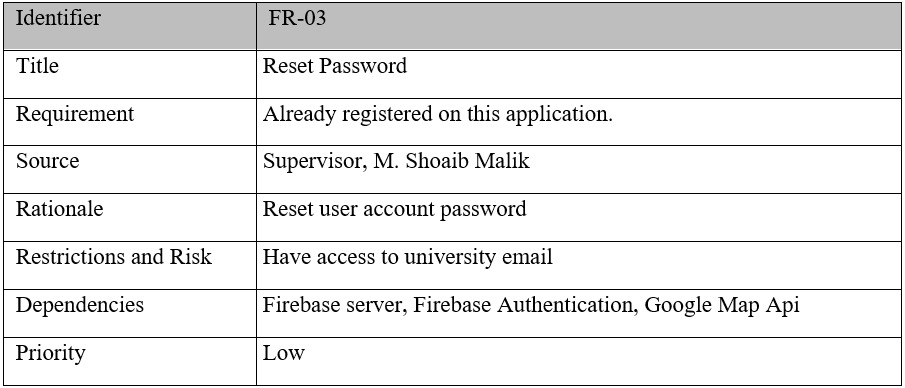 Identifier FR-03
Title Reset Password
Requirement Already registered on this application.
Source Supervisor, M. Shoaib Malik
Rationale Reset user account password
Restrictions and Risk Have access to university email
Dependencies Firebase server, Firebase Authentication, Google Map Api
Priority Low